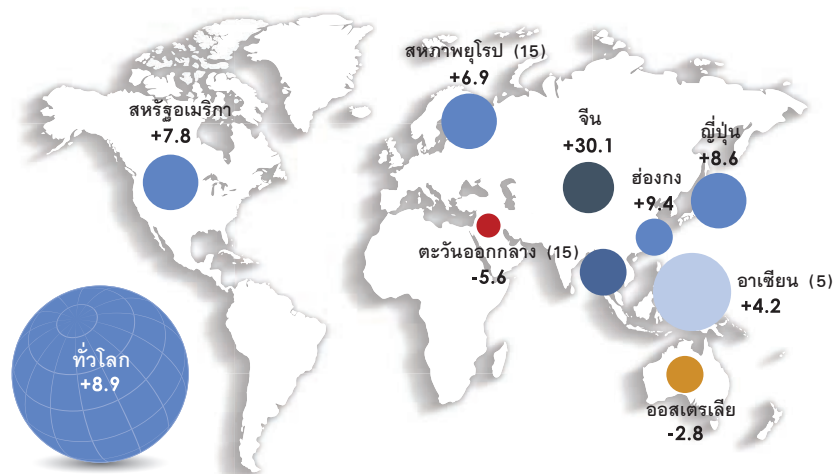 สหภาพยุโรป (15)
+6.9
สหรัฐอเมริกา
+7.8
จีน
+30.1
ญี่ปุ่น
+8.6
ฮ่องกง
+9.4
ตะวันออกกลาง (15)
-5.6
อาเซียน (5)
+4.2
ทั่วโลก
+8.9
ออสเตรเลีย
-2.8